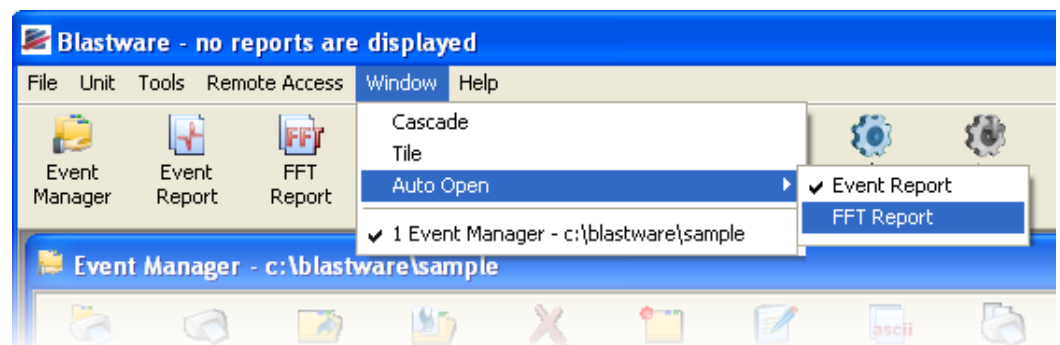 Blastware - no reports are displayed
File Unit Tools Remote Access Window Help
Cascade
Tile
Auto Open
Event Report
FFT Report
1 Event Manager - c:\blastware\sample
Event Manager
Event Report
FFT
FFT Report
Event Manager - c:\blastware\sample
ascii